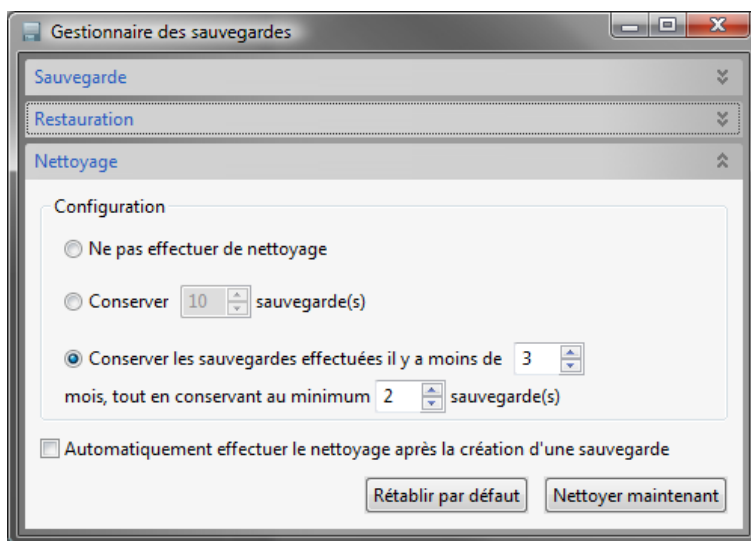 Gestionnaire des sauvegardes
Sauvegarde
Restauration
Nettoyage
Configuration
Ne pas effectuer de nettoyage
Conserver 10 sauvegarde(s)
Conserver les sauvegardes effectuées il y a moins de 3
mois, tout en conservant au minimum 2 sauvegarde(s)
Automatiquement effectuer le nettoyage après la création d'une sauvegarde
Rétablir par défaut Nettoyer maintenant